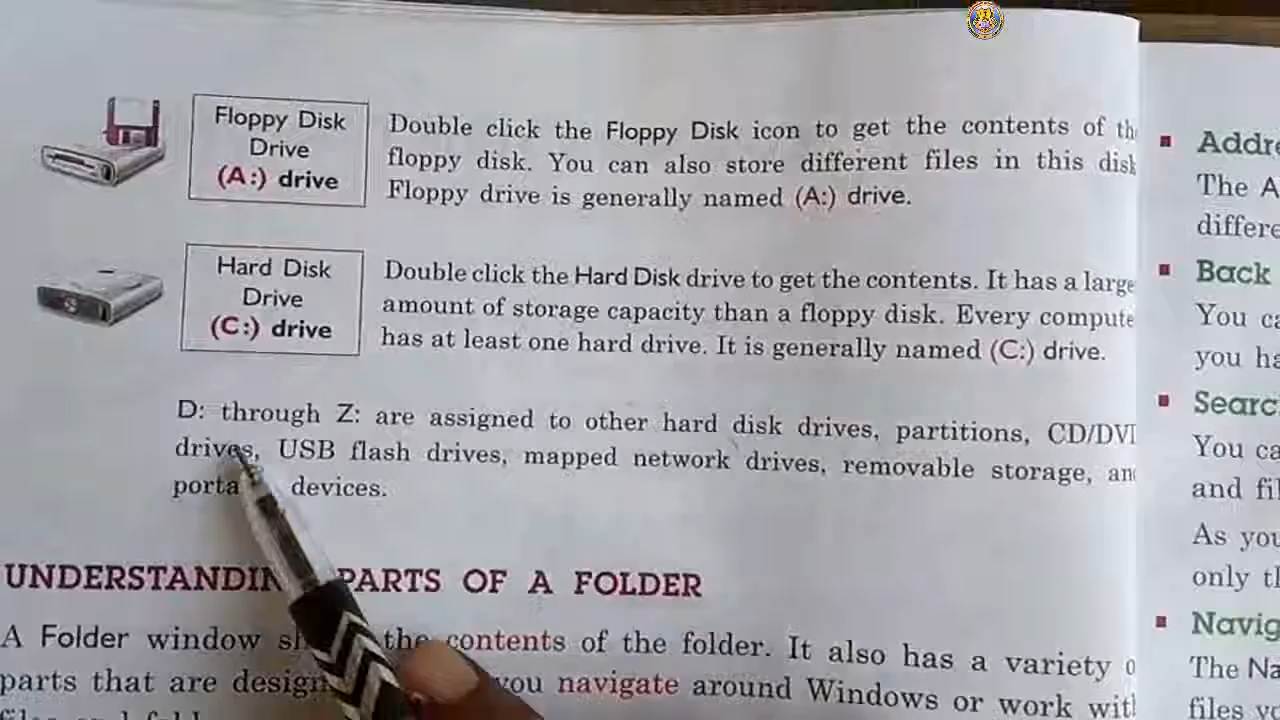 Floppy Disk
Drive
(A:) drive
Double click the Floppy Disk icon to get the contents of
floppy disk. You can also store different files in this disk
Floppy drive is generally named (A:) drive.
Hard Disk
Drive
(C:) drive
Double click the Hard Disk drive to get the contents. It has a large
amount of storage capacity than a floppy disk. Every compute
has at least one hard drive. It is generally named (C:) drive.
D: through Z: are assigned to other hard disk drives, partitions, CD/DV
drives, USB flash drives, mapped network drives, removable storage, an
porta devices.
UNDERSTANDIN PARTS OF A FOLDER
A Folder window the contents of the folder. It also has a variety
parts that are design you navigate around Windows or work wit
Addre
The A
differe
Back
You ca
you ha
Searc
You ca
and fil
As you
only th
Navig
The Na
files yo